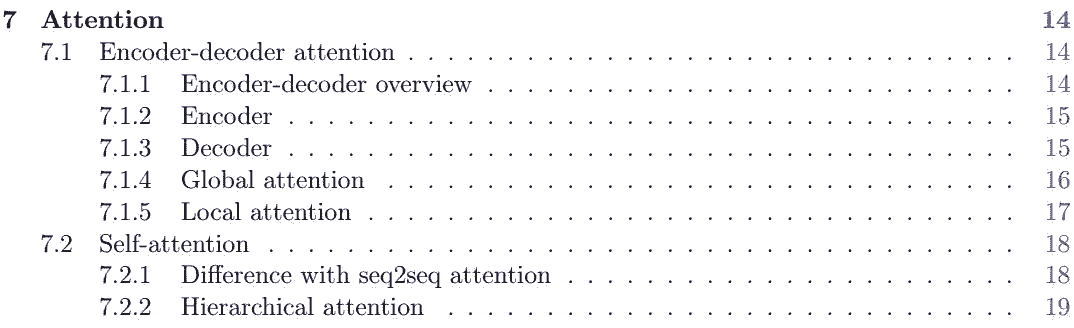 7 Attention 14
7.1 Encoder-decoder attention . . . . . . . . . . . . . . . . . . . . . . . . . . . . . . . 14
7.1.1 Encoder-decoder overview . . . . . . . . . . . . . . . . . . . . . . . . . . . 14
7.1.2 Encoder . . . . . . . . . . . . . . . . . . . . . . . . . . . . . . . . . . . . . 15
7.1.3 Decoder . . . . . . . . . . . . . . . . . . . . . . . . . . . . . . . . . . . . . 15
7.1.4 Global attention . . . . . . . . . . . . . . . . . . . . . . . . . . . . . . . . 16
7.1.5 Local attention . . . . . . . . . . . . . . . . . . . . . . . . . . . . . . . . . 17
7.2 Self-attention . . . . . . . . . . . . . . . . . . . . . . . . . . . . . . . . . . . . . . 18
7.2.1 Difference with seq2seq attention . . . . . . . . . . . . . . . . . . . . . . . 18
7.2.2 Hierarchical attention . . . . . . . . . . . . . . . . . . . . . . . . . . . . . 19